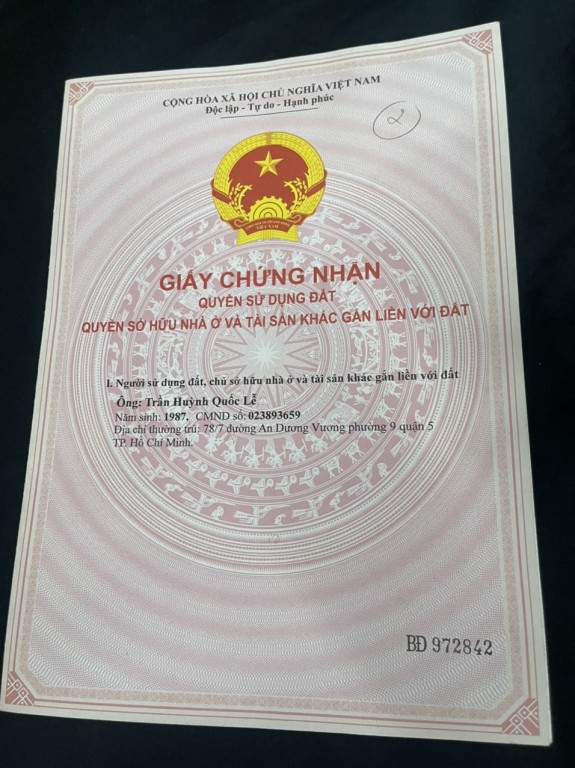 CỘNG HÒA XÃ HỘI CHỦ NGHĨA VIỆT NAM
Độc lập - Tự do - Hạnh phúc
2
VIỆT NAM
GIẤY CHỨNG NHẬN
QUYỀN SỬ DỤNG ĐẤT
QUYỀN SỞ HỮU NHÀ Ở VÀ TÀI SẢN KHÁC GẮN LIỀN VỚI ĐẤT
I. Người sử dụng đất, chủ sở hữu nhà ở và tài sản khác gắn liền với đất
Ông: Trần Huỳnh Quốc Lễ
Năm sinh: 1987, CMND số: 023893659
Địa chỉ thường trú: 78/7 đường An Dương Vương phường 9 quận 5
TP. Hồ Chí Minh.
BĐ 972842